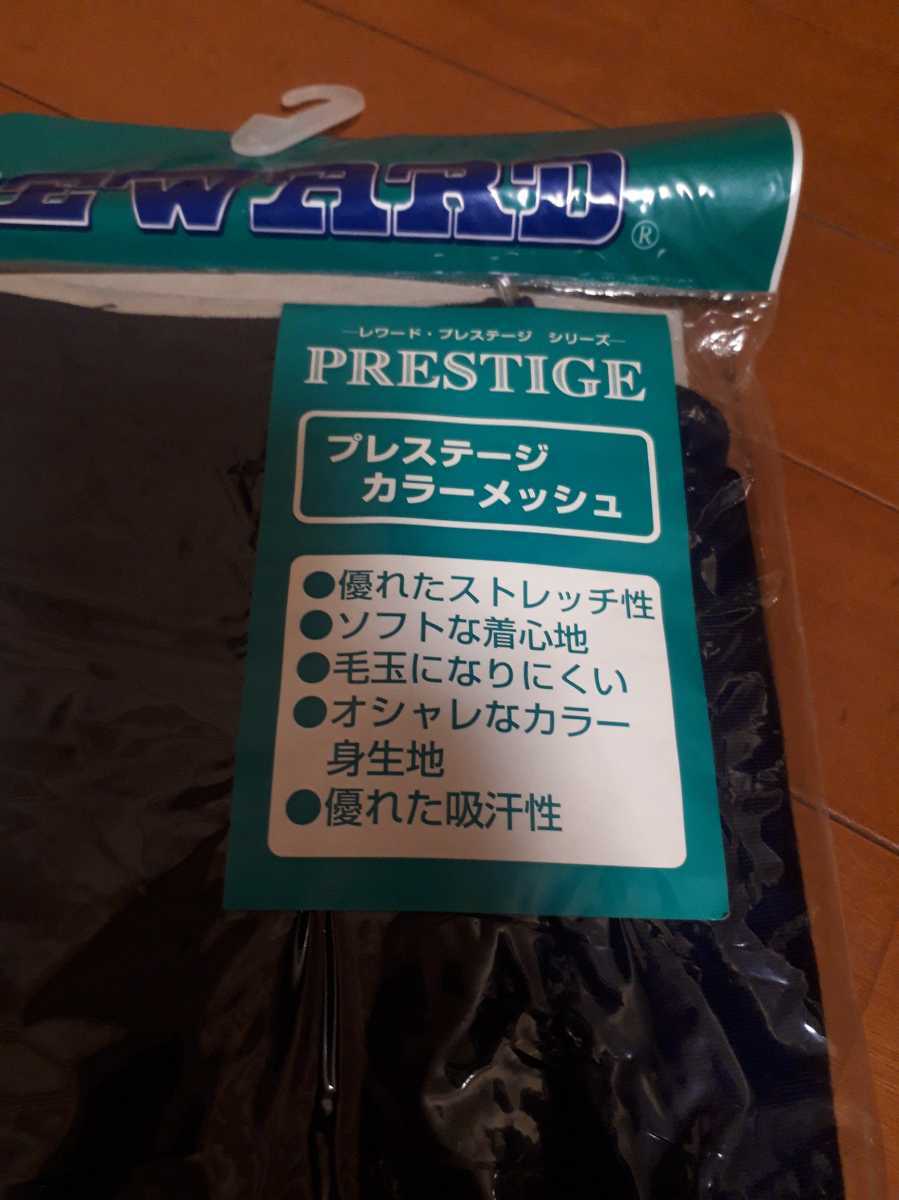 EWARD®
—レワード・プレステージ シリーズ—
PRESTIGE
プレステージ
カラーメッシュ
●優れたストレッチ性
●ソフトな着心地
●毛玉になりにくい
●オシャレなカラー
身生地
●優れた吸汗性